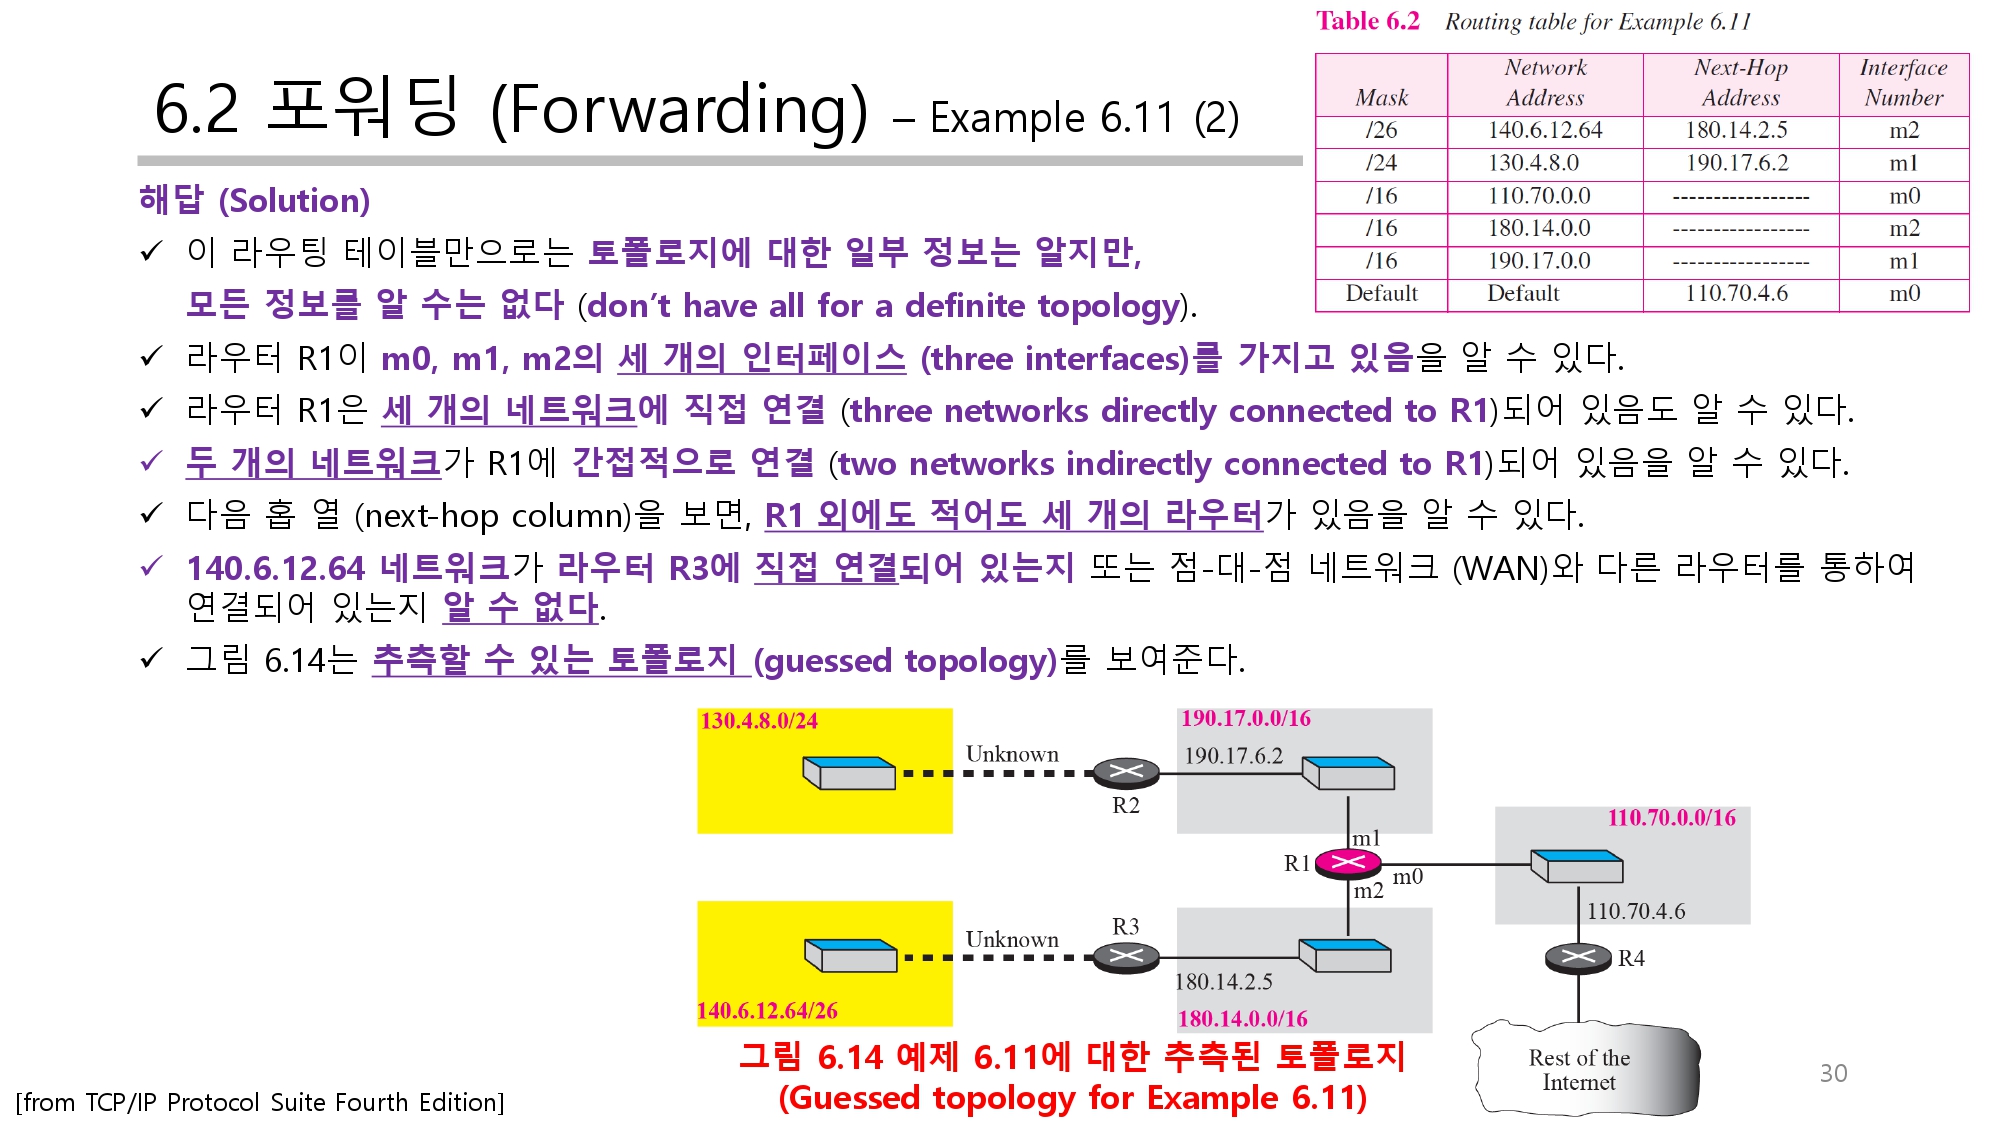 Table 6.2 Routing table for Example 6.11
Mask Network Address Next-Hop Address Interface Number
/26 140.6.12.64 180.14.2.5 m2
/24 130.4.8.0 190.17.6.2 m1
/16 110.70.0.0 ----------------- m0
/16 180.14.0.0 ----------------- m2
/16 190.17.0.0 ----------------- m1
Default Default 110.70.4.6 m0
6.2 포워딩 (Forwarding) – Example 6.11 (2)
해답 (Solution)
✓ 이 라우팅 테이블만으로는 토폴로지에 대한 일부 정보는 알지만,
모든 정보를 알 수는 없다 (don’t have all for a definite topology).
✓ 라우터 R1이 m0, m1, m2의 세 개의 인터페이스 (three interfaces)를 가지고 있음을 알 수 있다.
✓ 라우터 R1은 세 개의 네트워크에 직접 연결 (three networks directly connected to R1)되어 있음도 알 수 있다.
✓ 두 개의 네트워크가 R1에 간접적으로 연결 (two networks indirectly connected to R1)되어 있음을 알 수 있다.
✓ 다음 홉 열 (next-hop column)을 보면, R1 외에도 적어도 세 개의 라우터가 있음을 알 수 있다.
✓ 140.6.12.64 네트워크가 라우터 R3에 직접 연결되어 있는지 또는 점-대-점 네트워크 (WAN)와 다른 라우터를 통하여
연결되어 있는지 알 수 없다.
✓ 그림 6.14는 추측할 수 있는 토폴로지 (guessed topology)를 보여준다.
130.4.8.0/24
Unknown
R2
190.17.0.0/16
190.17.6.2
m1
R1
m0
m2
110.70.0.0/16
110.70.4.6
R4
140.6.12.64/26
Unknown
R3
180.14.2.5
180.14.0.0/16
Rest of the
Internet
그림 6.14 예제 6.11에 대한 추측된 토폴로지
(Guessed topology for Example 6.11)
30
[from TCP/IP Protocol Suite Fourth Edition]